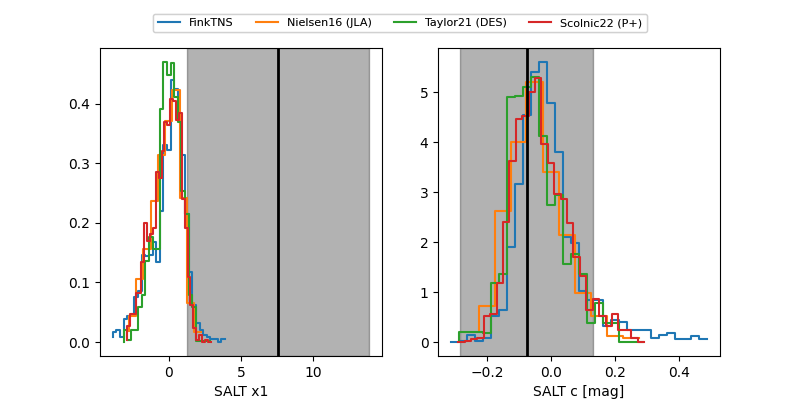 FinkTNS Nielsen16 (JLA) Taylor21 (DES) Scolnic22 (P+)
0.4
0.3
0.2
0.1
0.0
0 5 10
SALT x1
5
4
3
2
1
0
−0.2 0.0 0.2 0.4
SALT c [mag]